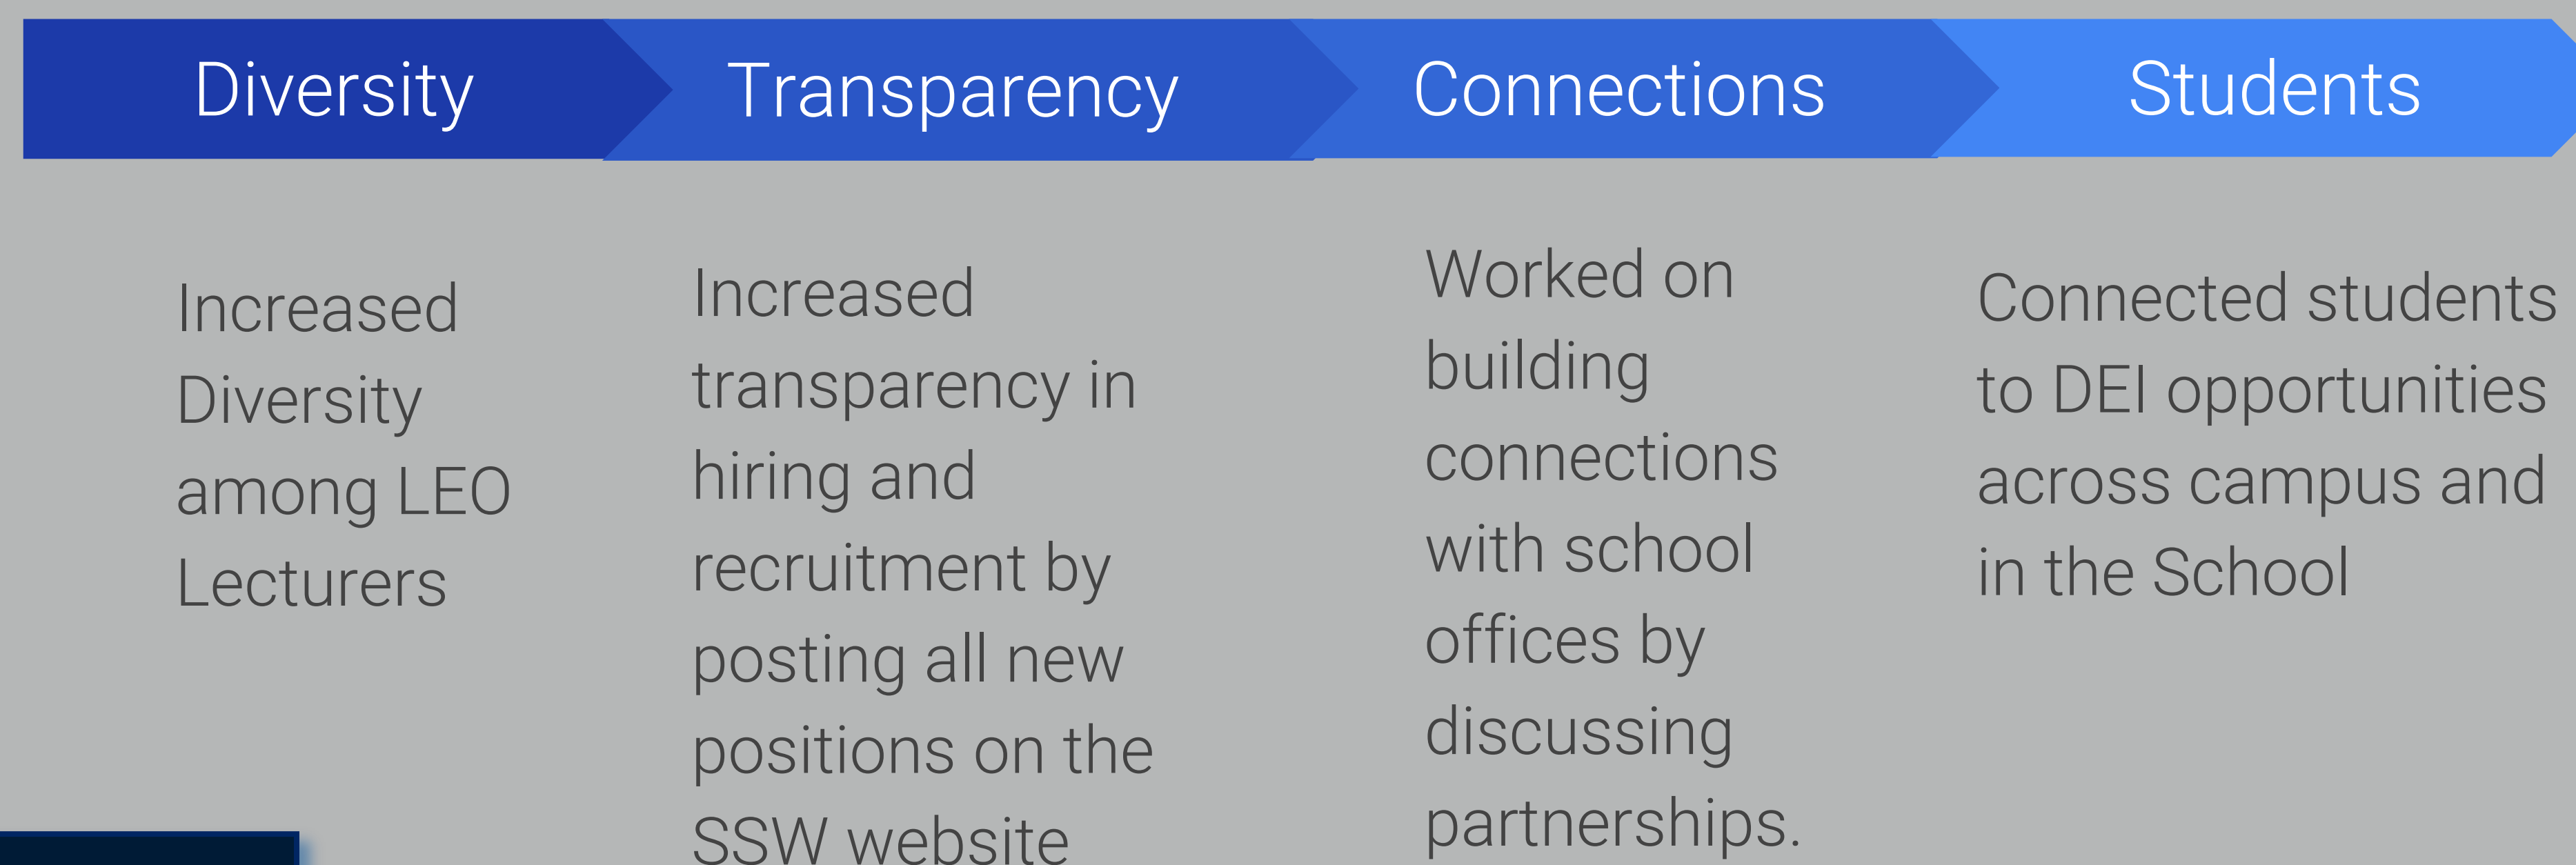 Diversity
Transparency
Connections
Students
Increased
Diversity
among LEO
Lecturers
Increased
transparency in
hiring and
recruitment by
posting all new
positions on the
SSW website
Worked on
building
connections
with school
offices by
discussing
partnerships.
Connected students
to DEI opportunities
across campus and
in the School